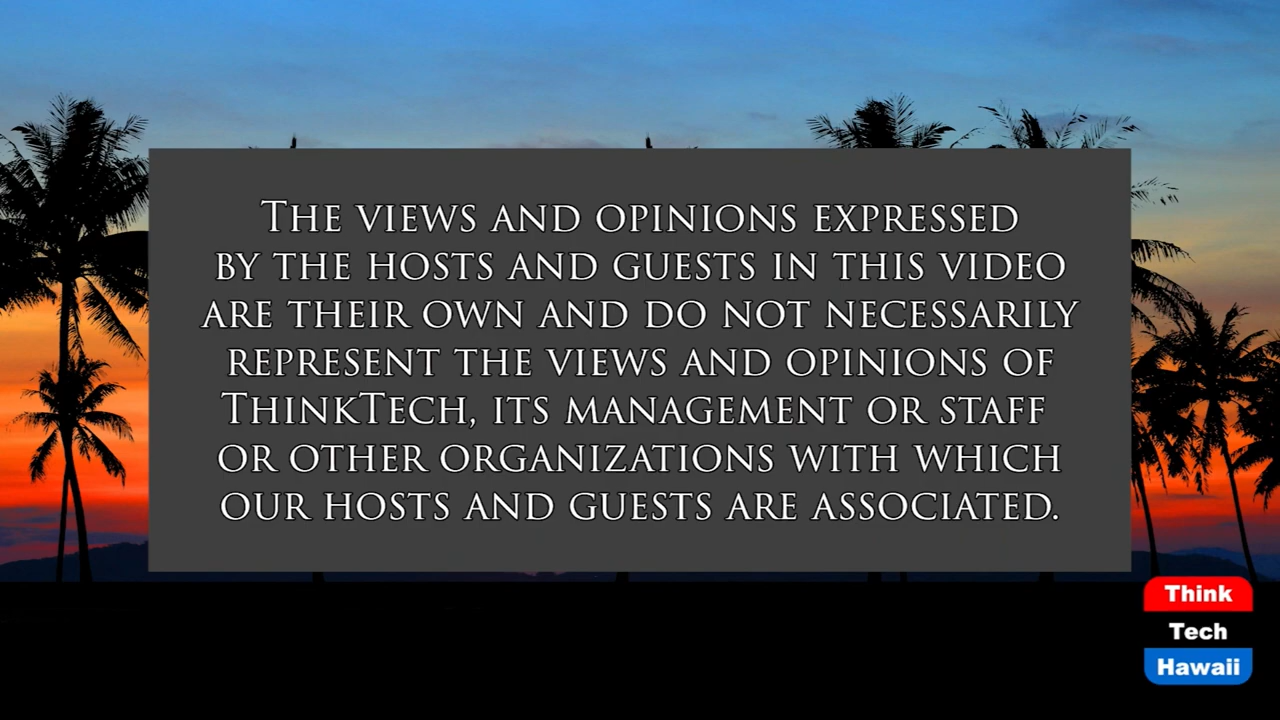 The views and opinions expressed
by the hosts and guests in this video
are their own and do not necessarily
represent the views and opinions of
ThinkTech, its management or staff
or other organizations with which
our hosts and guests are associated.
Think
Tech
Hawaii